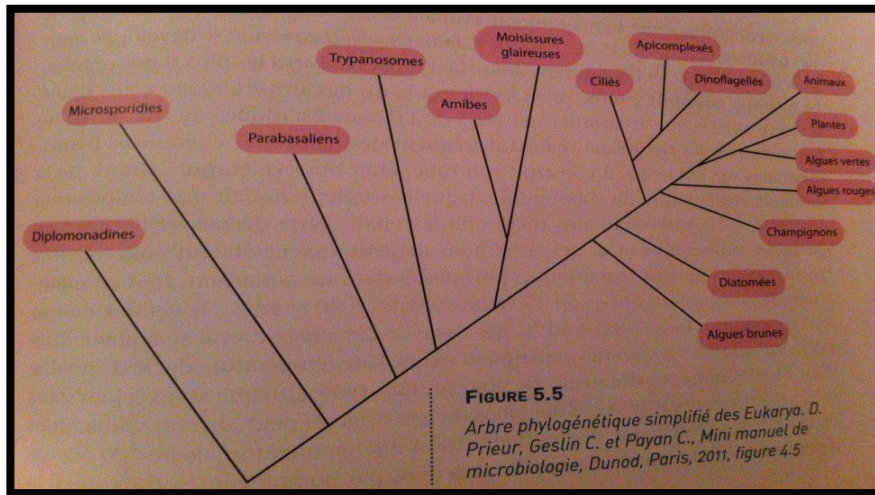 Moisissures
glaireuses
Apicomplexés
Trypanosomes
Ciliés
Dinoflagellés
Animaux
Microsporidies
Amibes
Plantes
Parabasaliens
Algues vertes
Algues rouges
Diplomonadines
Champignons
Diatomées
Algues brunes
FIGURE 5.5
Arbre phylogénétique simplifié des Eukarya. D.
Prieur, Geslin C. et Payan C., Mini manuel de
microbiologie, Dunod, Paris, 2011, figure 4.5